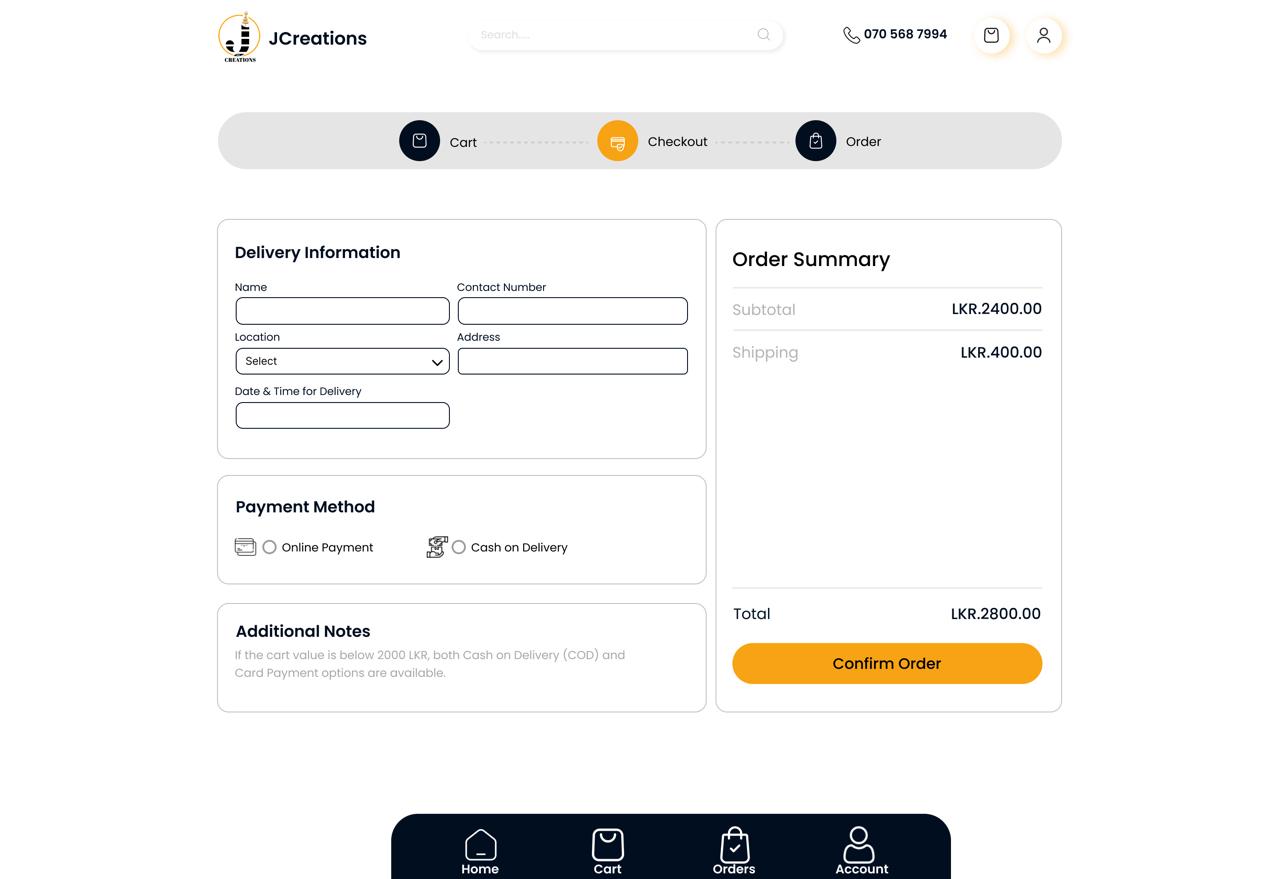 CREATIONS
JCreations
Search.....
070 568 7994
Cart
Checkout
Order
Delivery Information
Name
Contact Number
Location
Address
Select
Date & Time for Delivery
Payment Method
Online Payment
Cash on Delivery
Additional Notes
If the cart value is below 2000 LKR, both Cash on Delivery (COD) and
Card Payment options are available.
Order Summary
Subtotal LKR.2400.00
Shipping LKR.400.00
Total LKR.2800.00
Confirm Order
Home
Cart
Orders
Account